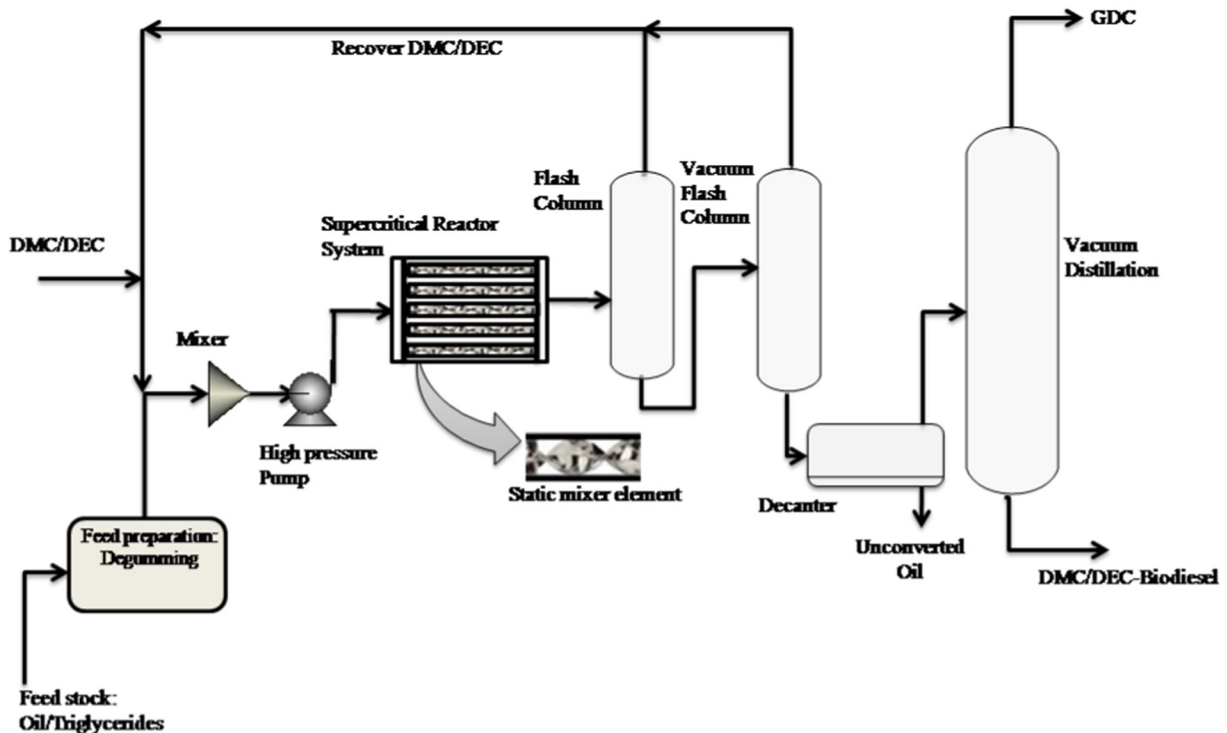 GDC
Recover DMC/DEC
Flash
Column
Vacuum
Flash
Column
Supercritical Reactor
System
DMC/DEC
Vacuum
Distillation
Mixer
High pressure
Pump
Static mixer element
Decanter
Unconverted
Oil
DMC/DEC-Biodiesel
Feed preparation:
Degumming
Feed stock:
Oil/Triglycerides